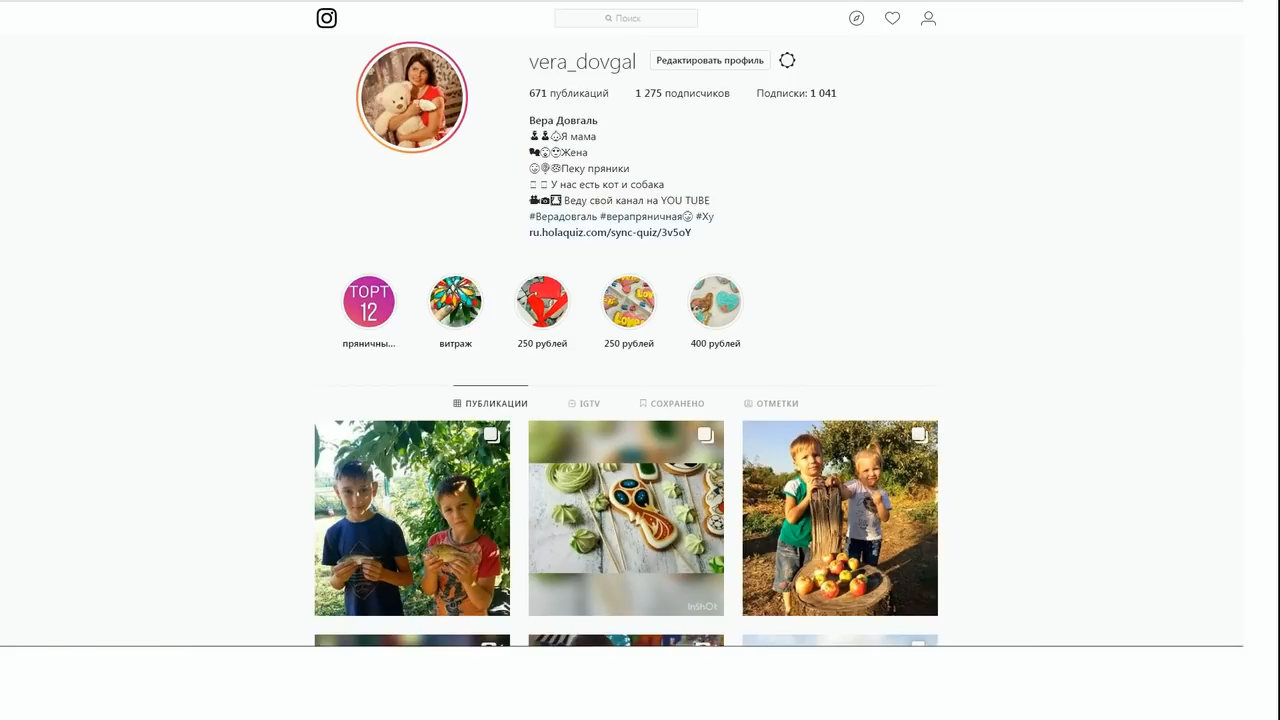 Поиск
vera_dovgal Редактировать профиль
671 публикаций 1 275 подписчиков Подписки: 1 041
Вера Довгаль
Я мама
Жена
Пеку пряники
У нас есть кот и собака
Веду свой канал на YOU TUBE
#Верадовгаль #верапряничная #Ху
ru.holaquiz.com/sync-quiz/3v5oY
ТОРТ
12
Love
Love
пряничны... витраж 250 рублей 250 рублей 400 рублей
ПУБЛИКАЦИИ IGTV СОХРАНЕНО ОТМЕТКИ
InShOt